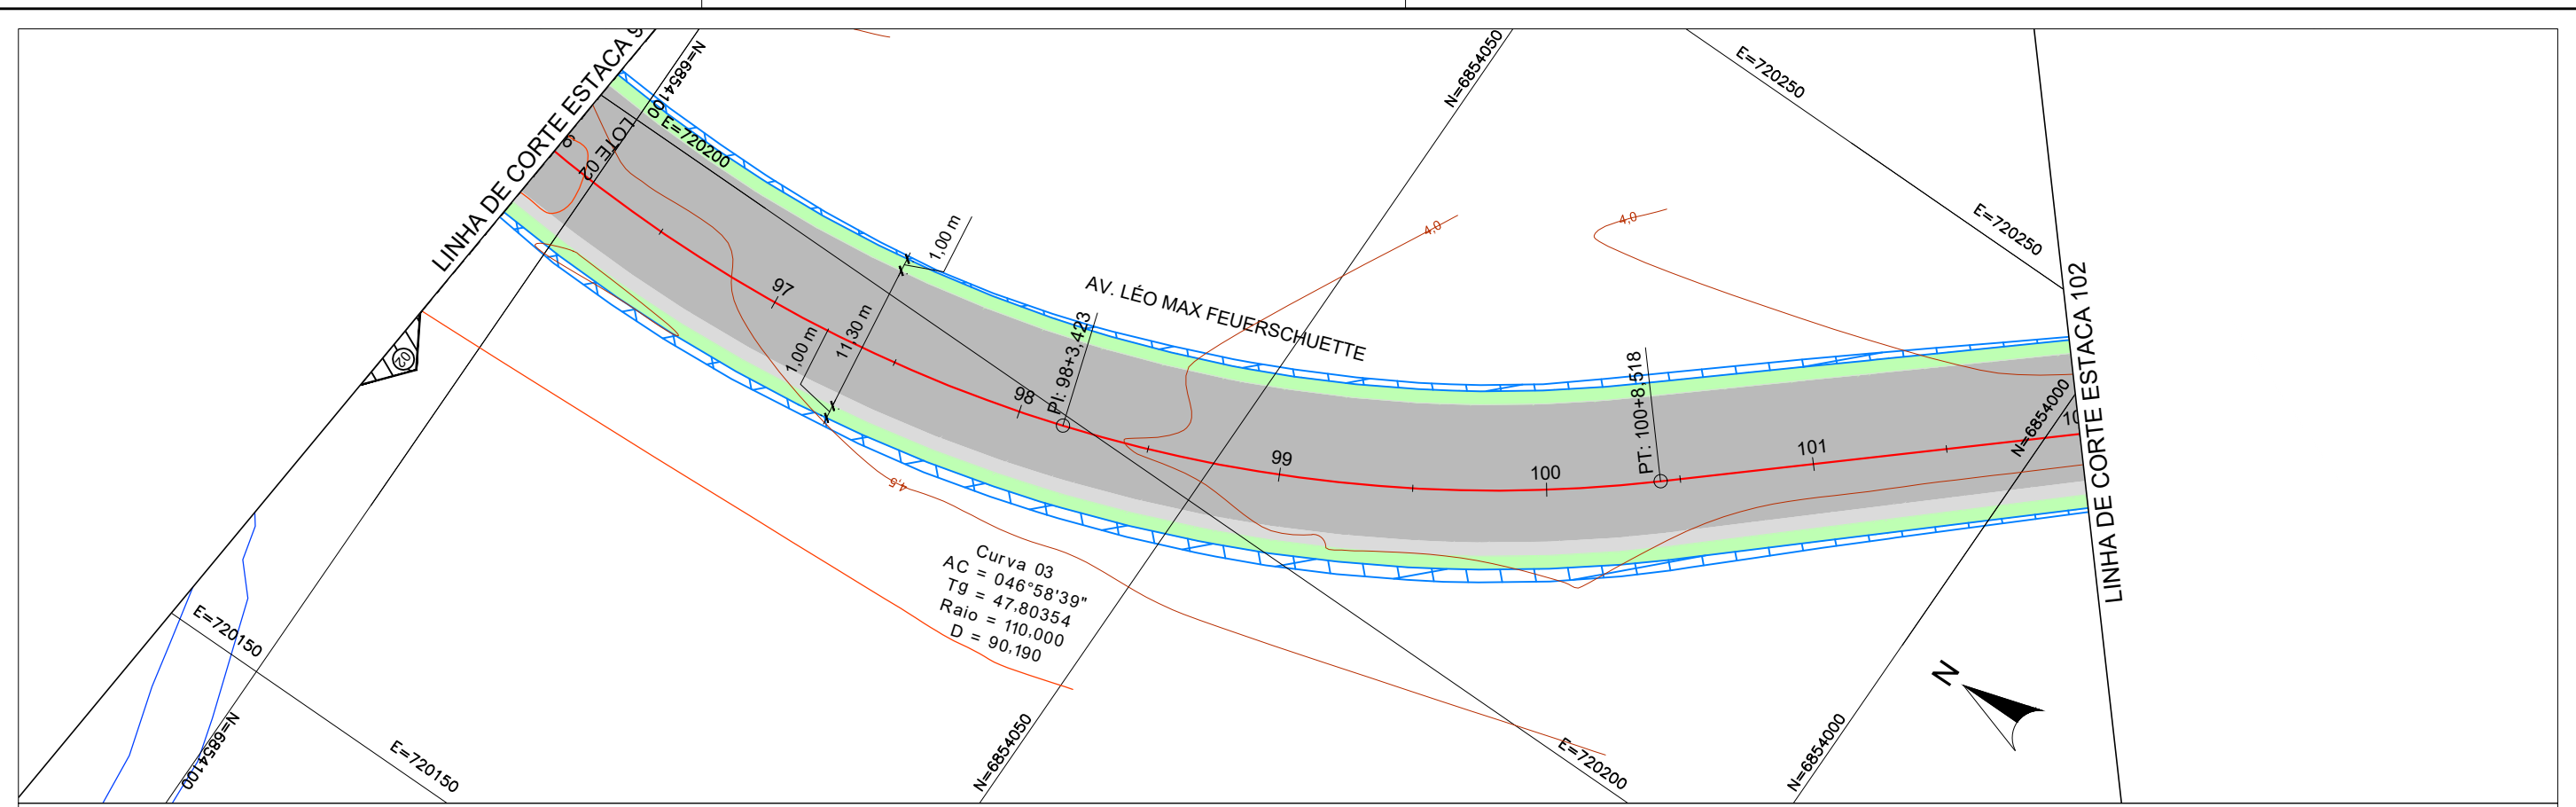 LINHA DE CORTE ESTACA 9
N=6854100
E=720200
LOTE 02
N=6854050
E=720250
E=720250
1,00 m
4,0
4,0
97
11,30 m
1,00 m
AV. LÉO MAX FEUERSCHUETTE
PI: 98+3,423
98
99
100
PT: 100+8,518
101
10
N=6854000
LINHA DE CORTE ESTACA 102
02
4,5
Curva 03
AC = 046°58'39"
Tg = 47,80354
Raio = 110,000
D = 90,190
E=720150
N=6854100
E=720150
N=6854050
E=720200
N=6854000
N